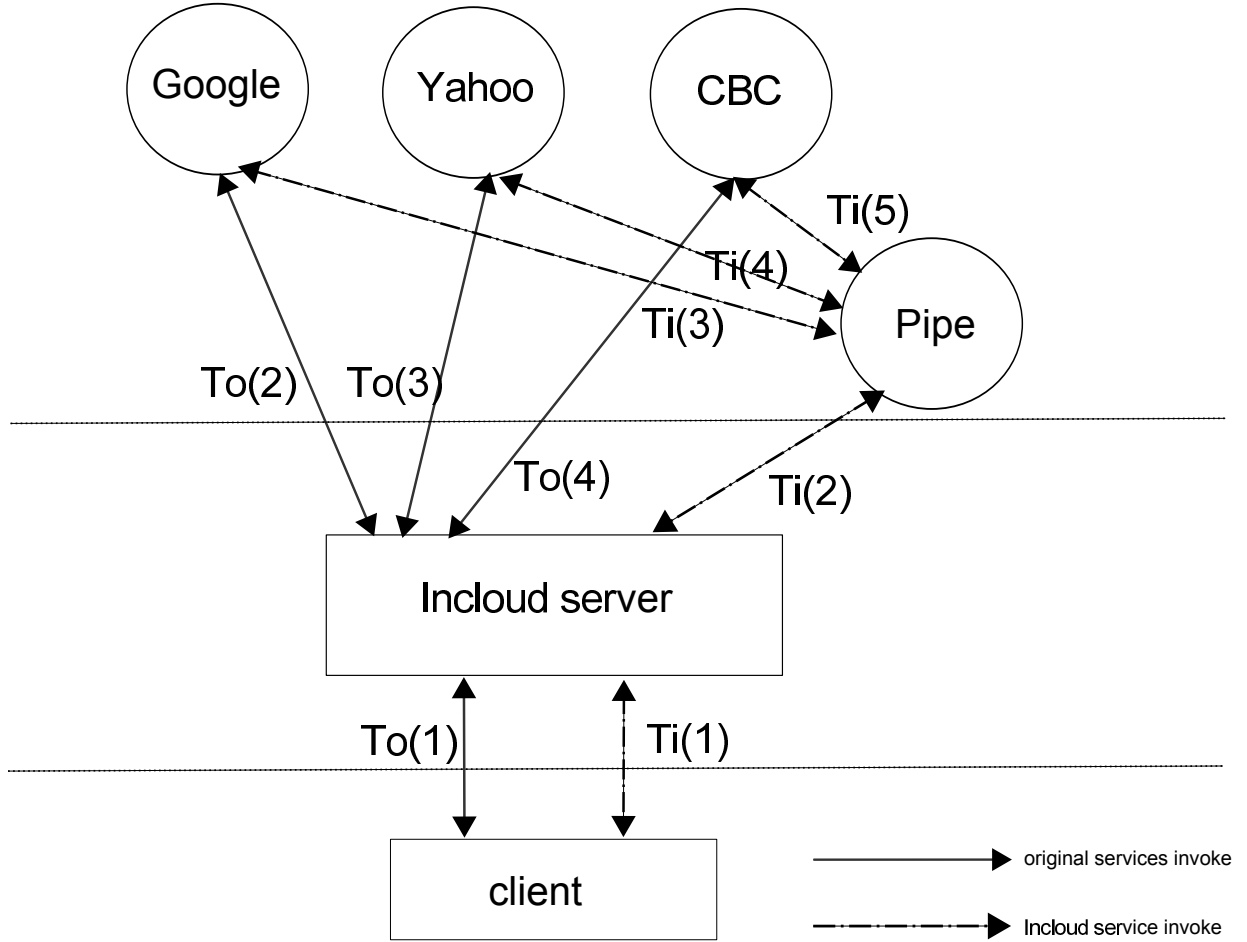 Google
Yahoo
CBC
Ti(5)
Ti(4)
Pipe
Ti(3)
To(2)
To(3)
To(4)
Ti(2)
Incloud server
To(1)
Ti(1)
original services invoke
client
Incloud service invoke